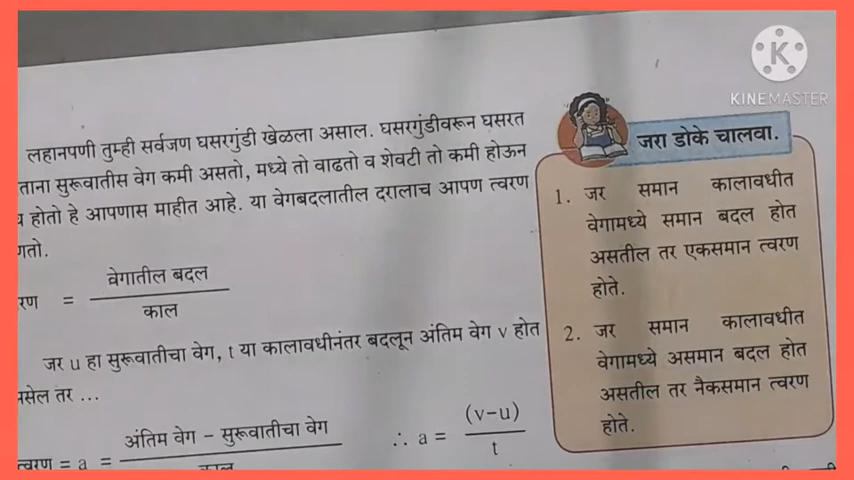 KINEMASTER
लहानपणी तुम्ही सर्वजण घसरगुंडी खेळला असाल. घसरगुंडीवरून घसरत
ताना सुरूवातीस वेग कमी असतो, मध्ये तो वाढतो व शेवटी तो कमी होऊन
होतो हे आपणास माहीत आहे. या वेगबदलातील दरालाच आपण त्वरण
तो.
रण = वेगातील बदल
काल
जर u हा सुरूवातीचा वेग, t या कालावधीनंतर बदलून अंतिम वेग v होत
सेल तर ...
त्वरण = a = अंतिम वेग – सुरूवातीचा वेग
काल
∴ a = (v–u)
t
जरा डोके चालवा.
1. जर समान कालावधीत
वेगामध्ये समान बदल होत
असतील तर एकसमान त्वरण
होते.
2. जर समान कालावधीत
वेगामध्ये असमान बदल होत
असतील तर नैकसमान त्वरण
होते.